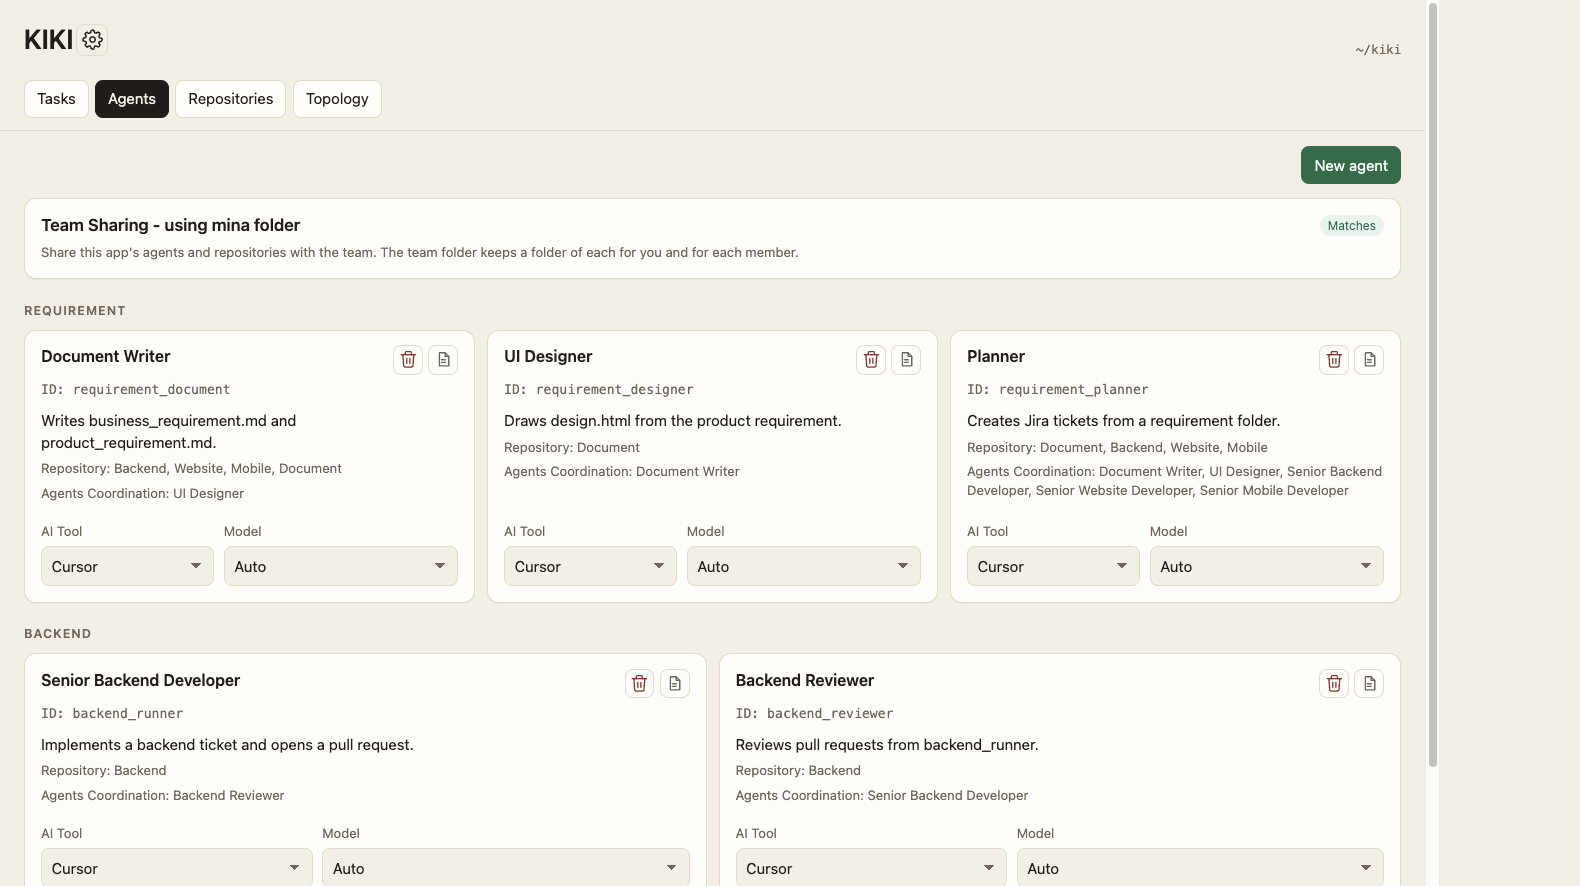 KIKI
~/kiki
Tasks
Agents
Repositories
Topology
New agent
Team Sharing - using mina folder
Matches
Share this app's agents and repositories with the team. The team folder keeps a folder of each for you and for each member.
REQUIREMENT
Document Writer
ID: requirement_document
Writes business_requirement.md and
product_requirement.md.
Repository: Backend, Website, Mobile, Document
Agents Coordination: UI Designer
AI Tool
Model
Cursor
Auto
UI Designer
ID: requirement_designer
Draws design.html from the product requirement.
Repository: Document
Agents Coordination: Document Writer
AI Tool
Model
Cursor
Auto
Planner
ID: requirement_planner
Creates Jira tickets from a requirement folder.
Repository: Document, Backend, Website, Mobile
Agents Coordination: Document Writer, UI Designer, Senior Backend
Developer, Senior Website Developer, Senior Mobile Developer
AI Tool
Model
Cursor
Auto
BACKEND
Senior Backend Developer
ID: backend_runner
Implements a backend ticket and opens a pull request.
Repository: Backend
Agents Coordination: Backend Reviewer
AI Tool
Model
Cursor
Auto
Backend Reviewer
ID: backend_reviewer
Reviews pull requests from backend_runner.
Repository: Backend
Agents Coordination: Senior Backend Developer
AI Tool
Model
Cursor
Auto